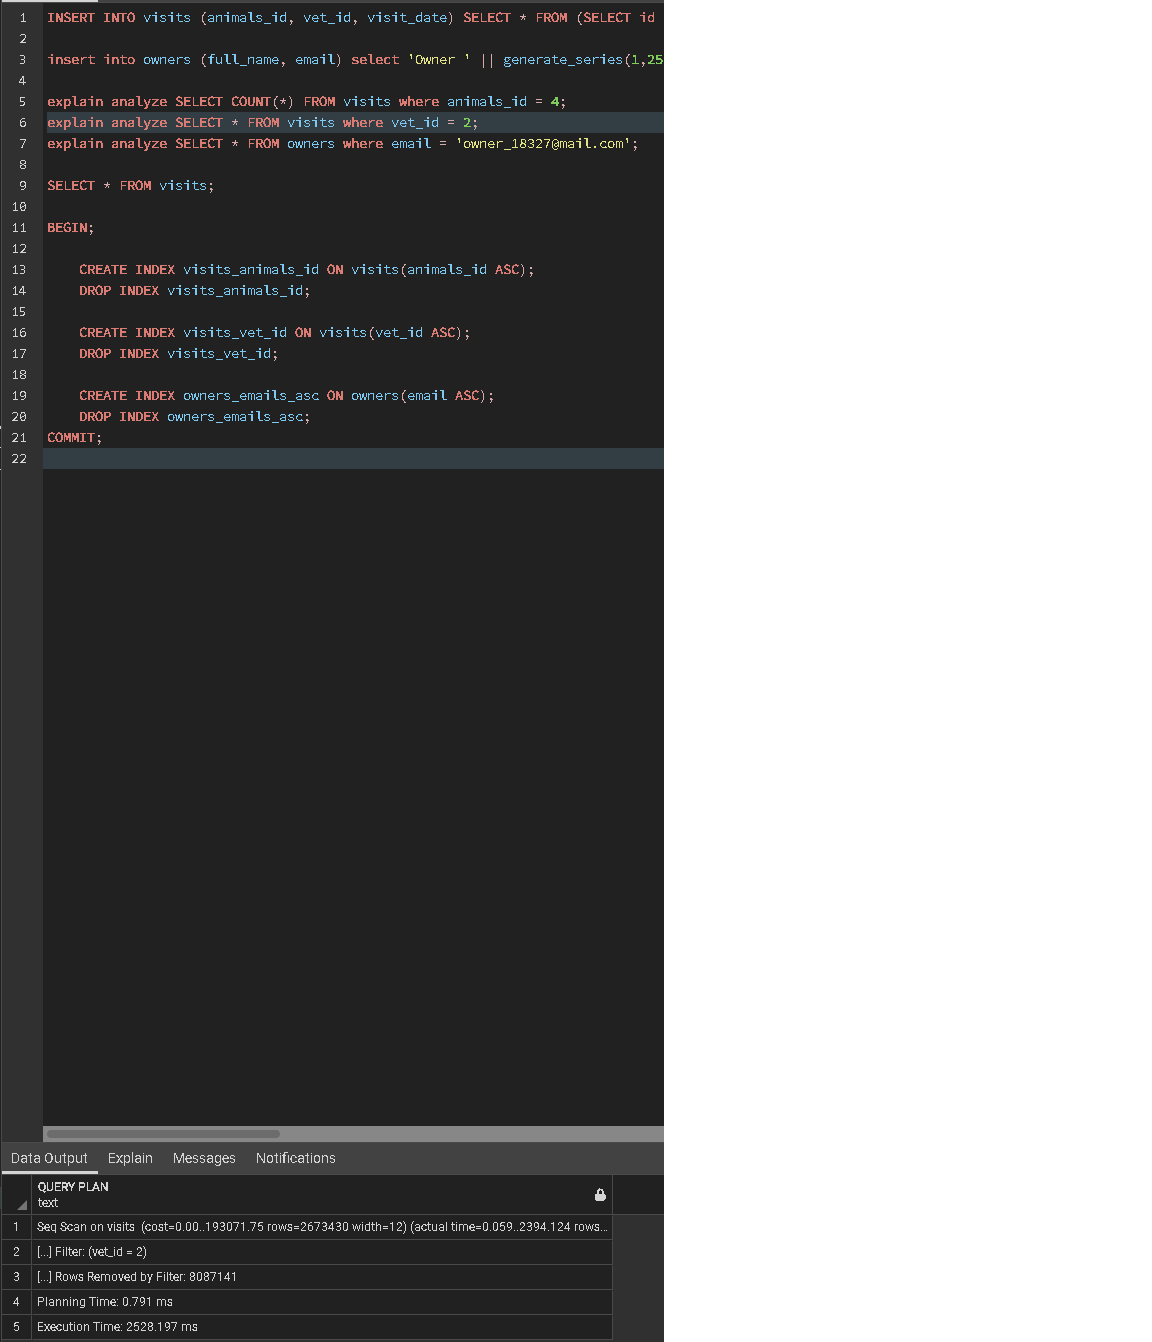 1 INSERT INTO visits (animals_id, vet_id, visit_date) SELECT * FROM (SELECT id
2
3 insert into owners (full_name, email) select 'Owner ' || generate_series(1,25
4
5 explain analyze SELECT COUNT(*) FROM visits where animals_id = 4;
6 explain analyze SELECT * FROM visits where vet_id = 2;
7 explain analyze SELECT * FROM owners where email = 'owner_18327@mail.com';
8
9 SELECT * FROM visits;
10
11 BEGIN;
12
13 CREATE INDEX visits_animals_id ON visits(animals_id ASC);
14 DROP INDEX visits_animals_id;
15
16 CREATE INDEX visits_vet_id ON visits(vet_id ASC);
17 DROP INDEX visits_vet_id;
18
19 CREATE INDEX owners_emails_asc ON owners(email ASC);
20 DROP INDEX owners_emails_asc;
21 COMMIT;
22
Data Output Explain Messages Notifications
QUERY PLAN
text
1 Seq Scan on visits (cost=0.00..193071.75 rows=2673430 width=12) (actual time=0.059..2394.124 rows...
2 [...] Filter: (vet_id = 2)
3 [...] Rows Removed by Filter: 8087141
4 Planning Time: 0.791 ms
5 Execution Time: 2528.197 ms